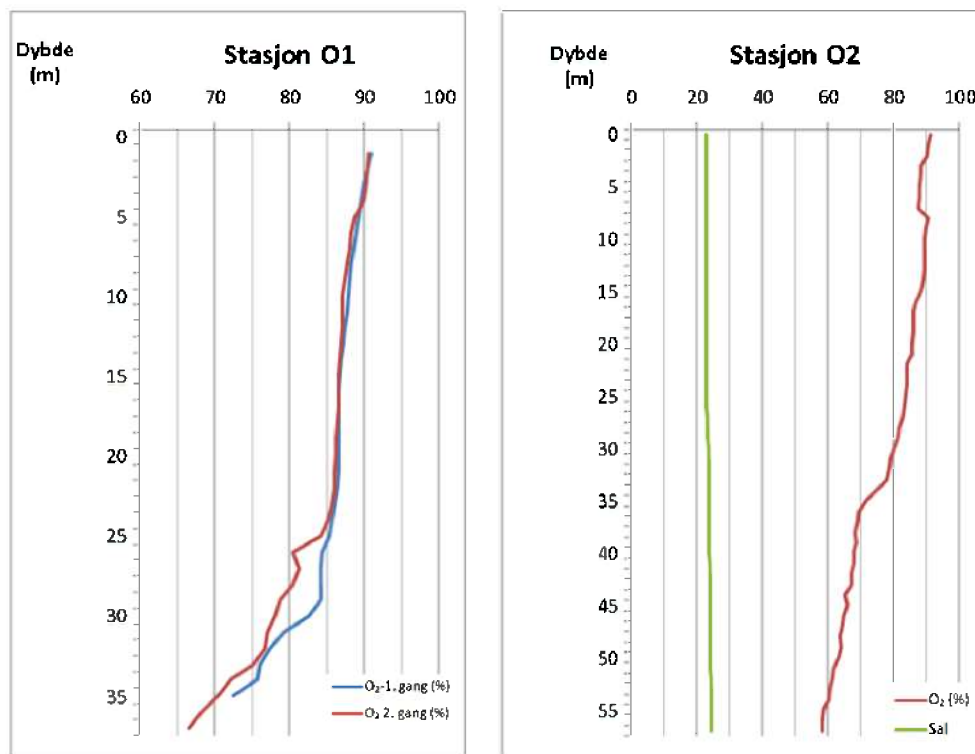 Dybde
(m)
Stasjon O1
60 70 80 90 100
0
5
10
15
20
25
30
35
O₂-1. gang (%)
O₂ 2. gang (%)
Dybde
(m)
Stasjon O2
0 20 40 60 80 100
0
5
10
15
20
25
30
35
40
45
50
55
O₂ (%)
Sal